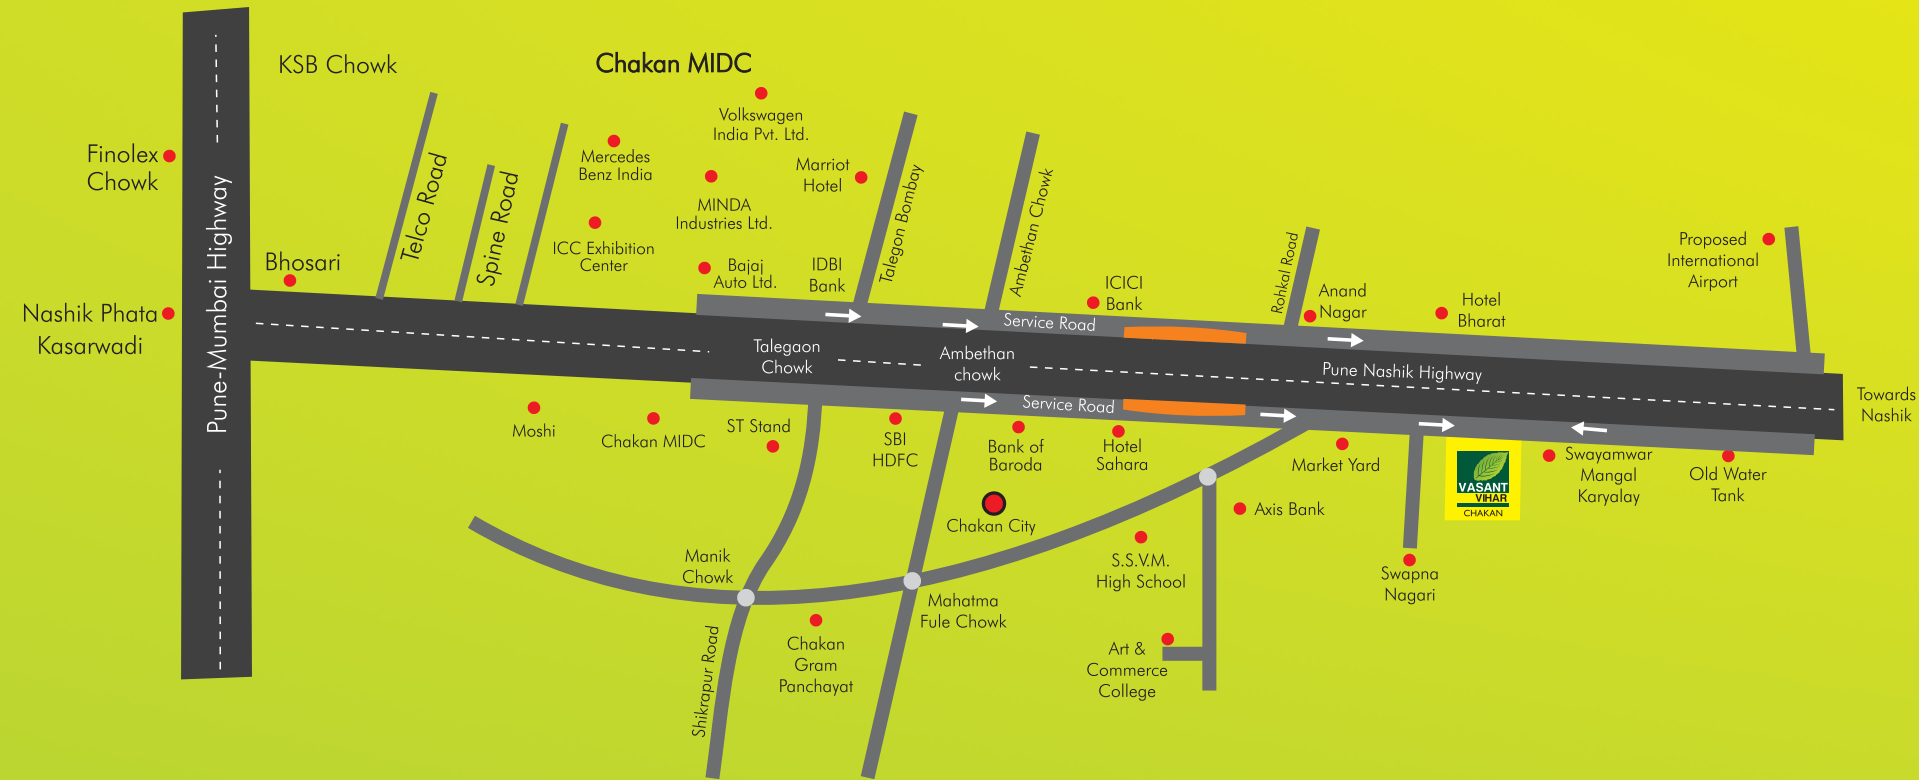 KSB Chowk
Chakan MIDC
Volkswagen
India Pvt. Ltd.
Finolex
Chowk
Mercedes
Benz India
MINDA
Industries Ltd.
Marriot
Hotel
Telco Road
Spine Road
Talegon Bombay
Ambethan Chowk
Pune-Mumbai Highway
Bhosari
ICC Exhibition
Center
Bajaj
Auto Ltd.
IDBI
Bank
ICICI
Bank
Rohkal Road
Anand
Nagar
Hotel
Bharat
Proposed
International
Airport
Nashik Phata
Kasarwadi
Service Road
Talegaon
Chowk
Ambethan
chowk
Pune Nashik Highway
Service Road
Towards
Nashik
Moshi
Chakan MIDC
ST Stand
SBI
HDFC
Bank of
Baroda
Hotel
Sahara
Market Yard
VASANT
VIHAR
CHAKAN
Swayamwar
Mangal
Karyalay
Old Water
Tank
Chakan City
Axis Bank
Manik
Chowk
S.S.V.M.
High School
Swapna
Nagari
Mahatma
Fule Chowk
Shikrapur Road
Chakan
Gram
Panchayat
Art &
Commerce
College